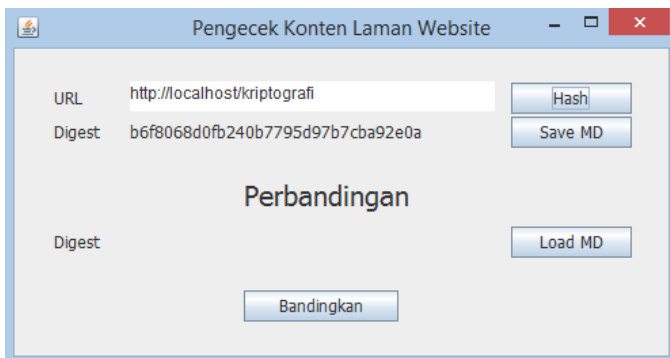 Pengecek Konten Laman Website
URL http://localhost/kriptografi Hash
Digest b6f8068d0fb240b7795d97b7cba92e0a Save MD
Perbandingan
Digest Load MD
Bandingkan